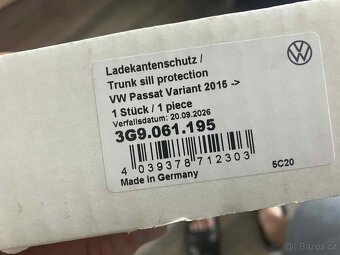 Ladekantenschutz /
Trunk sill protection
VW Passat Variant 2015 ->
1 Stück / 1 piece
Verfallsdatum: 20.09.2026
3G9.061.195
4 039378 712303
Made in Germany
5C20
bazos.cz